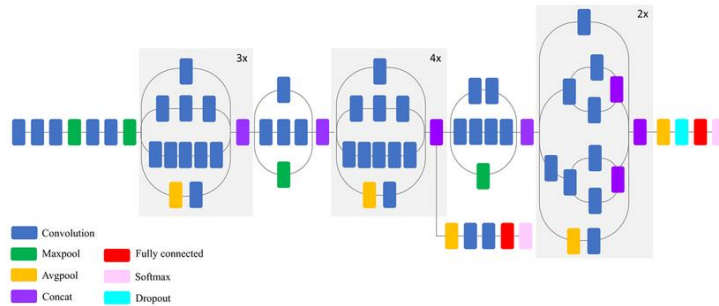 3x
4x
2x
Convolution
Maxpool
Avgpool
Concat
Fully connected
Softmax
Dropout